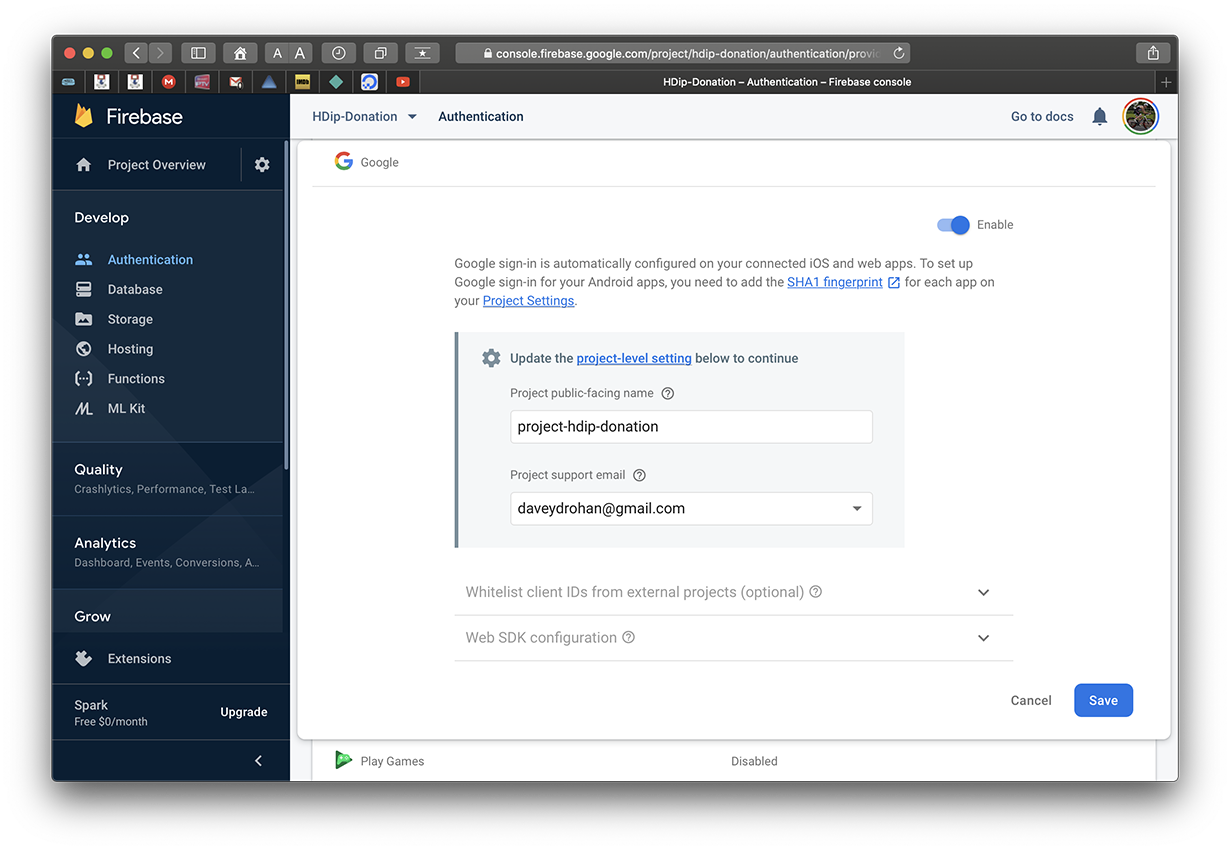 A A
console.firebase.google.com/project/hdip-donation/authentication/provid
M
IMDb
HDip-Donation – Authentication – Firebase console
Firebase
HDip-Donation
Authentication
Go to docs
Project Overview
Google
Develop
Enable
Authentication
Database
Storage
Hosting
Functions
ML Kit
Google sign-in is automatically configured on your connected iOS and web apps. To set up
Google sign-in for your Android apps, you need to add the SHA1 fingerprint for each app on
your Project Settings.
Update the project-level setting below to continue
Project public-facing name ?
project-hdip-donation
Project support email ?
daveydrohan@gmail.com
Quality
Crashlytics, Performance, Test La...
Analytics
Dashboard, Events, Conversions, A...
Grow
Extensions
Whitelist client IDs from external projects (optional) ?
Web SDK configuration ?
Spark
Free $0/month
Upgrade
Cancel
Save
Play Games
Disabled